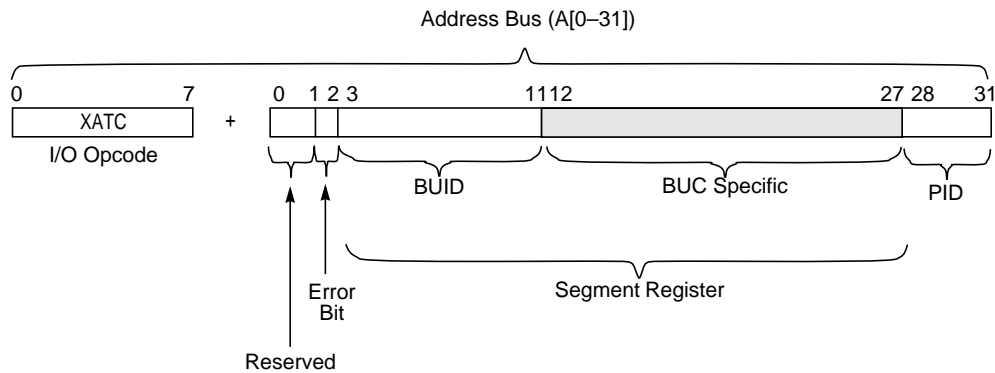 Address Bus (A[0–31])
0 7 0 1 2 3 11 12 27 28 31
XATC +
I/O Opcode
BUID BUC Specific PID
Error
Bit
Segment Register
Reserved